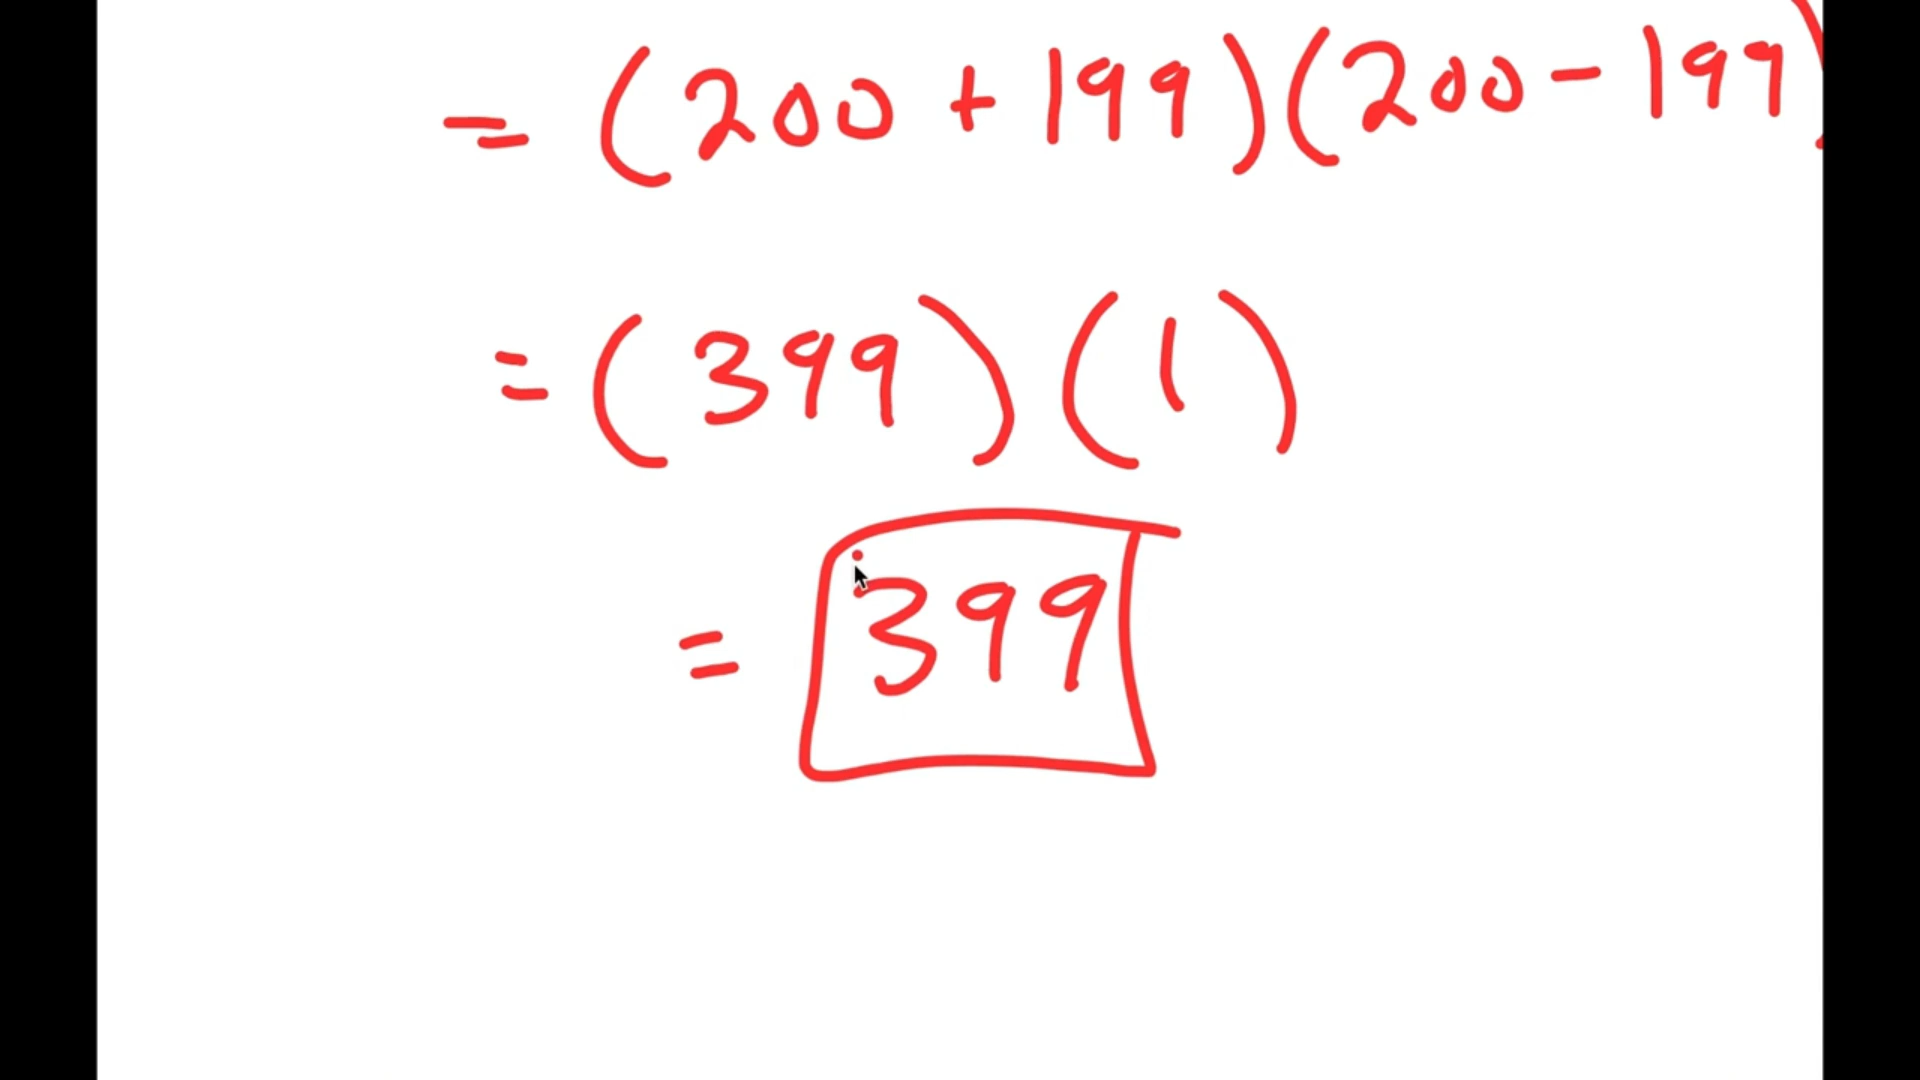 = (200 + 199)(200 - 199)
= (399)(1)
= 399